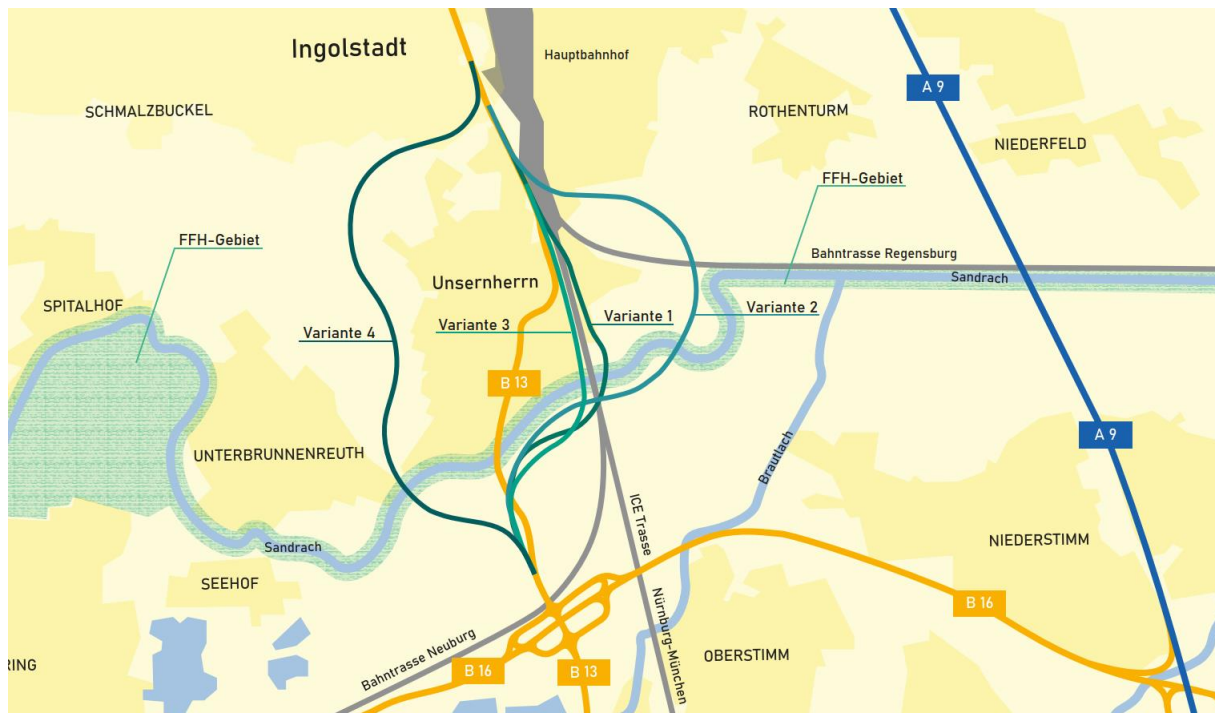 Ingolstadt
Hauptbahnhof
A 9
SCHMALZBUCKEL
ROTHENTURM
NIEDERFELD
FFH-Gebiet
FFH-Gebiet
Bahntrasse Regensburg
Sandrach
Unsernherrn
SPITALHOF
Variante 4
Variante 3
Variante 1
Variante 2
B 13
A 9
UNTERBRUNNENREUTH
Brautlach
ICE Trasse
Nürnburg-München
Sandrach
NIEDERSTIMM
SEEHOF
B 16
RING
Bahntrasse Neuburg
B 16
B 13
OBERSTIMM